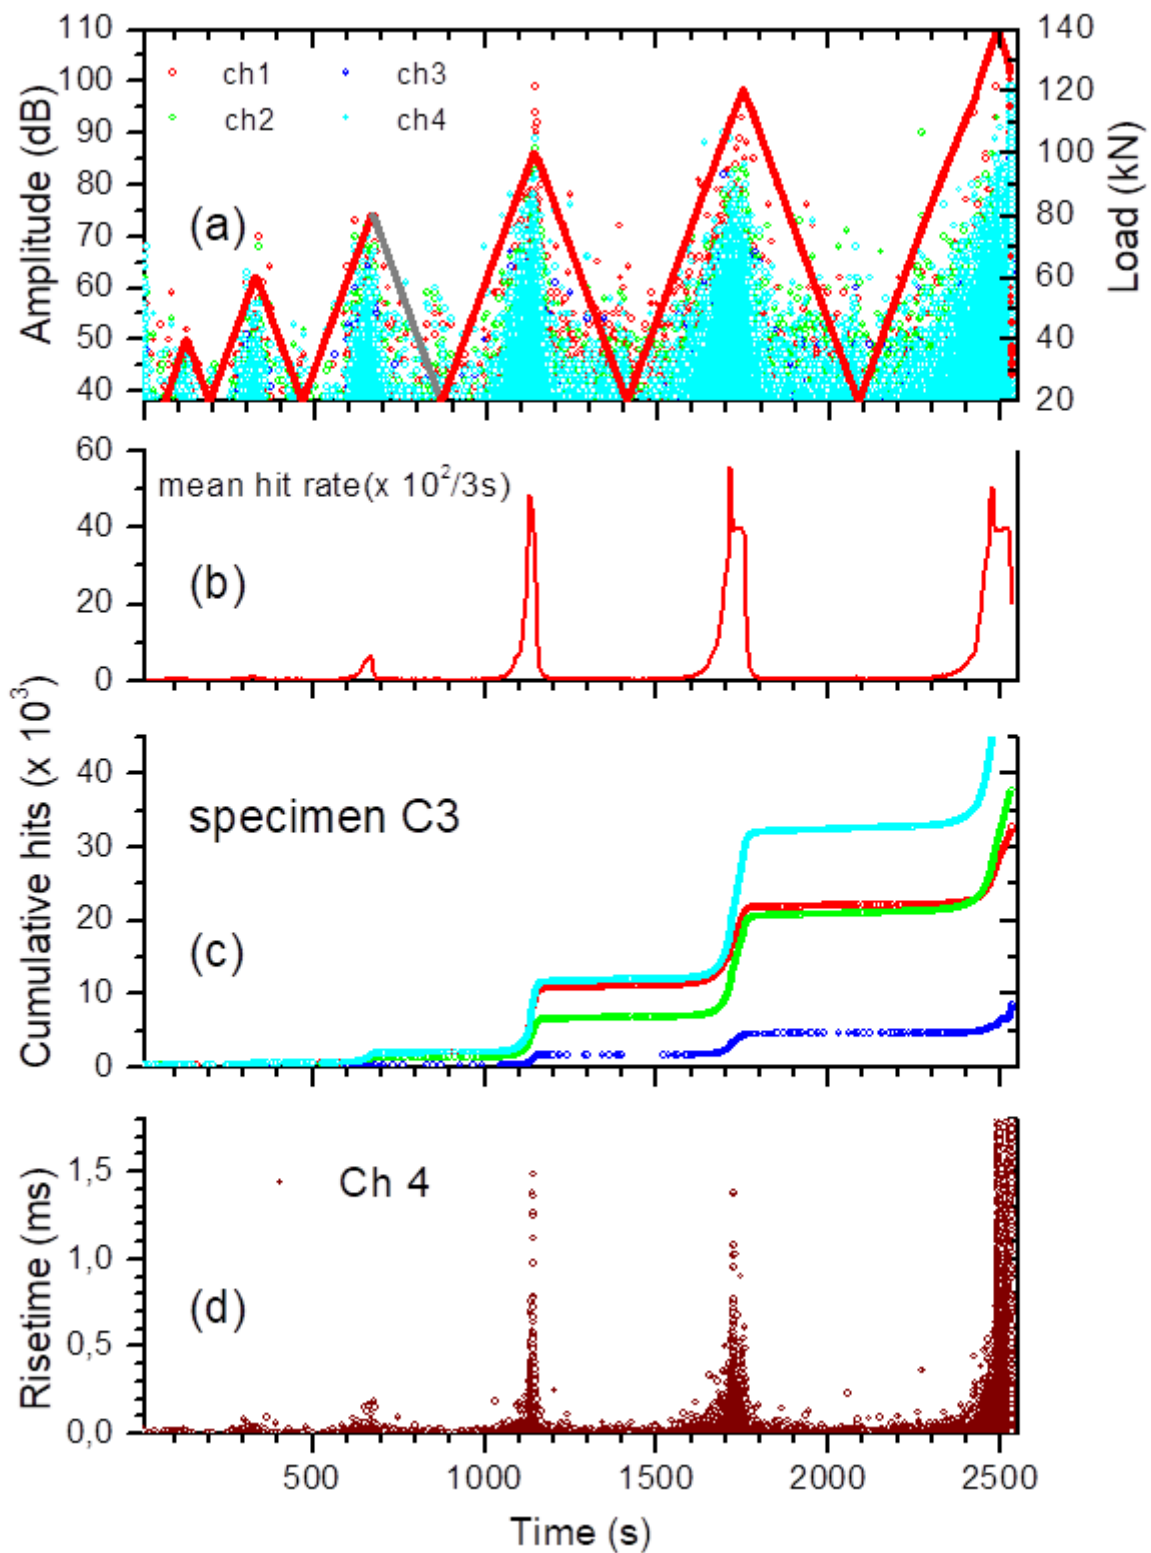 110
100
90
80
70
60
50
40
Amplitude (dB)
ch1
ch3
ch2
ch4
(a)
140
120
100
80
60
40
20
Load (kN)
60
40
20
0
mean hit rate(x 10²/3s)
(b)
Cumulative hits (x 10³)
40
30
20
10
0
specimen C3
(c)
Risetime (ms)
1,5
1,0
0,5
0,0
Ch 4
(d)
500 1000 1500 2000 2500
Time (s)